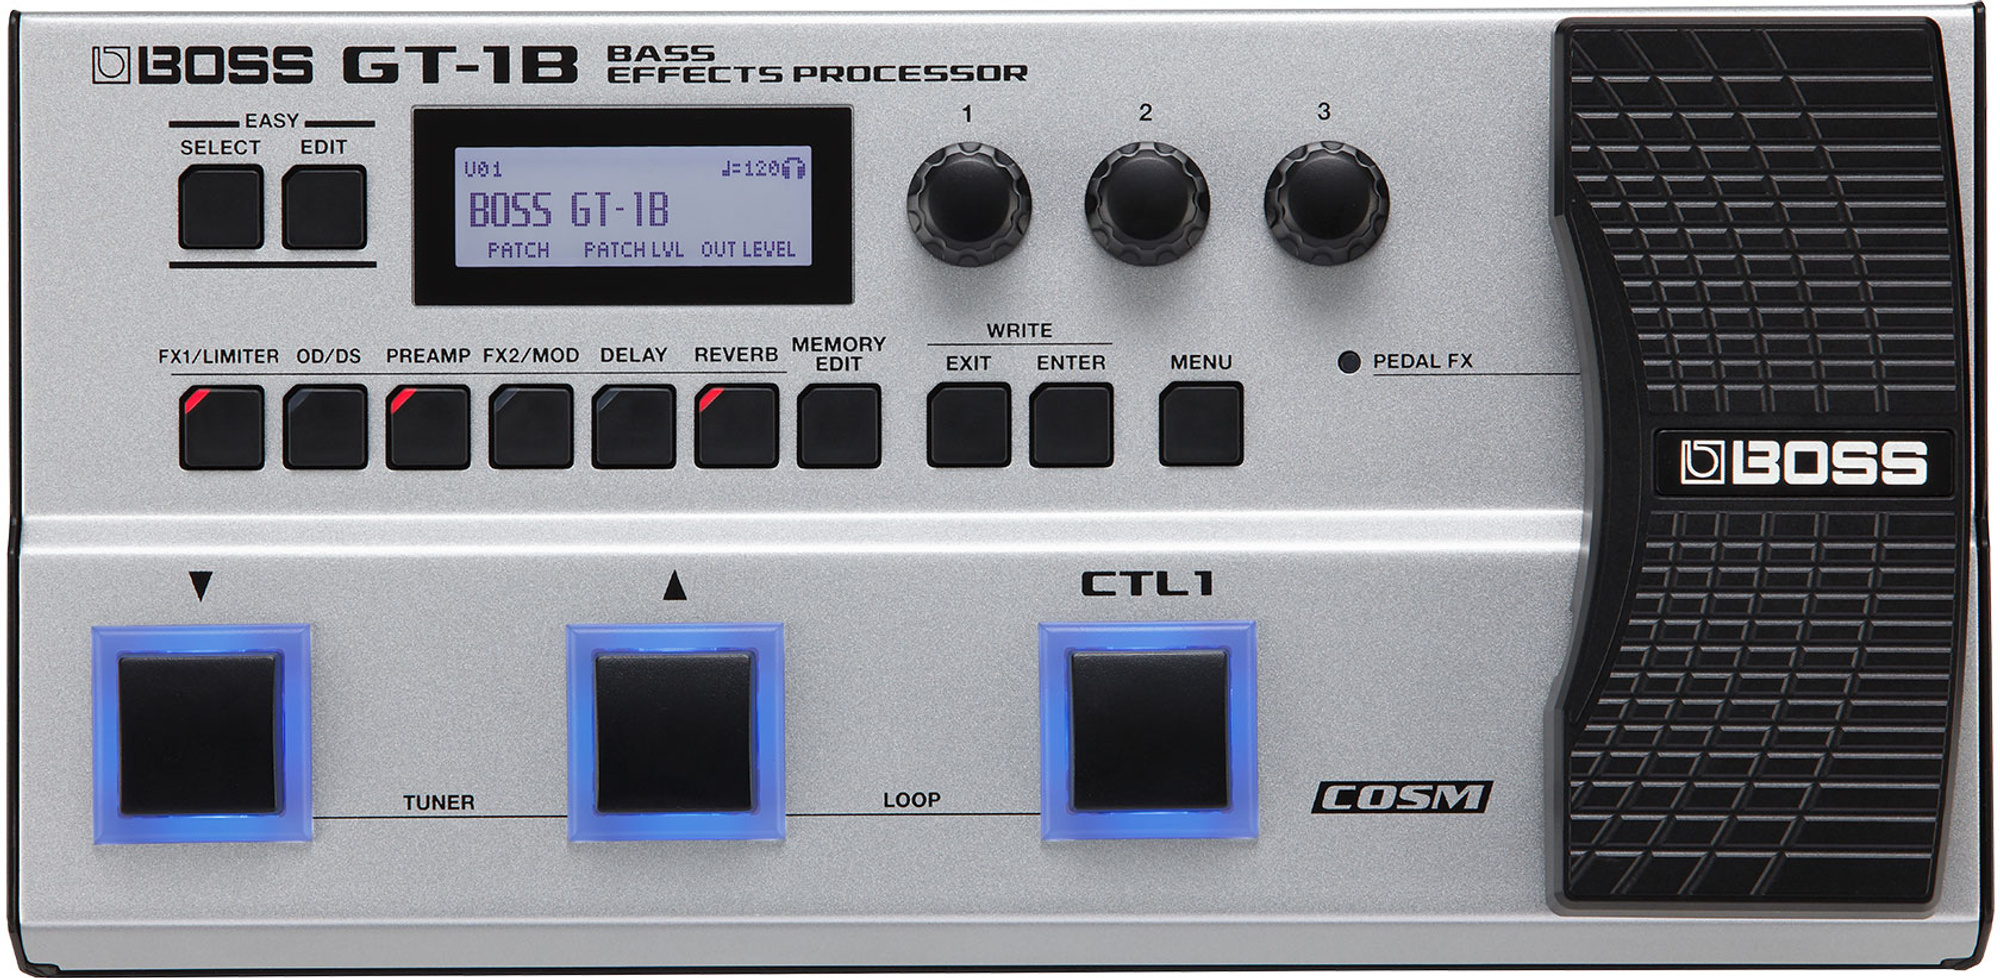 BOSS GT-1B BASS
EFFECTS PROCESSOR
EASY
SELECT EDIT
U01 ♩=120
BOSS GT-1B
PATCH PATCH LVL OUT LEVEL
1 2 3
FX1/LIMITER OD/DS PREAMP FX2/MOD DELAY REVERB
MEMORY
EDIT
WRITE
EXIT ENTER
MENU
PEDAL FX
BOSS
▼ ▲ CTL1
TUNER LOOP
COSM